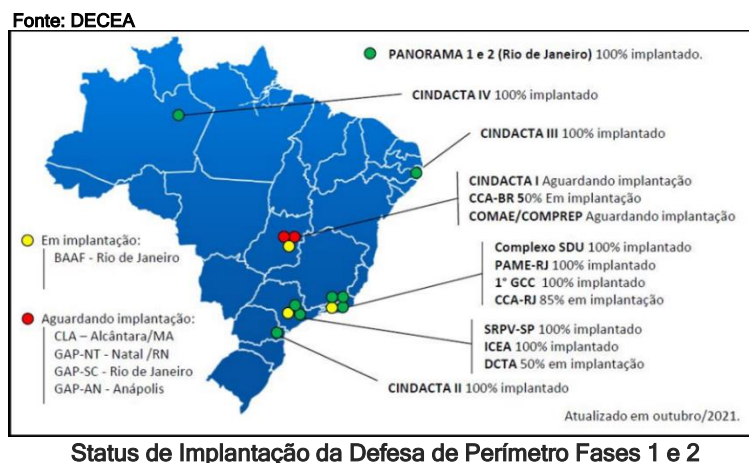 Fonte: DECEA
PANORAMA 1 e 2 (Rio de Janeiro) 100% implantado.
CINDACTA IV 100% implantado
CINDACTA III 100% implantado
CINDACTA I Aguardando implantação
CCA-BR 50% Em implantação
COMAE/COMPREP Aguardando implantação
Em implantação:
BAAF - Rio de Janeiro
Complexo SDU 100% implantado
PAME-RJ 100% implantado
1° GCC 100% implantado
CCA-RJ 85% em implantação
Aguardando implantação:
CLA – Alcântara/MA
GAP-NT - Natal /RN
GAP-SC - Rio de Janeiro
GAP-AN - Anápolis
SRPV-SP 100% implantado
ICEA 100% implantado
DCTA 50% em implantação
CINDACTA II 100% implantado
Atualizado em outubro/2021.
Status de Implantação da Defesa de Perímetro Fases 1 e 2